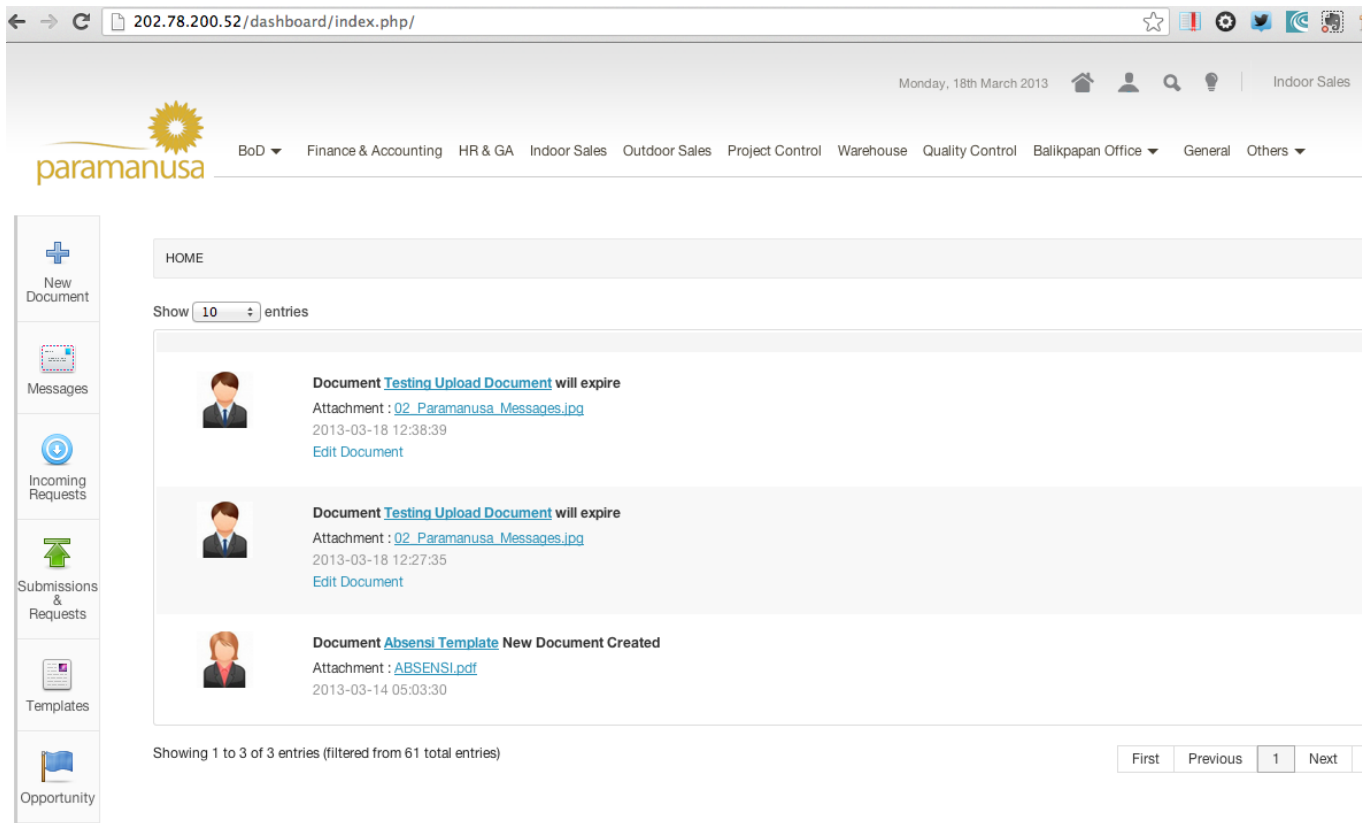 202.78.200.52/dashboard/index.php/
Monday, 18th March 2013
Indoor Sales
paramanusa
BoD Finance & Accounting HR & GA Indoor Sales Outdoor Sales Project Control Warehouse Quality Control Balikpapan Office General Others
New
Document
Messages
Incoming
Requests
Submissions
&
Requests
Templates
Opportunity
HOME
Show 10 entries
Document Testing Upload Document will expire
Attachment : 02_Paramanusa_Messages.jpg
2013-03-18 12:38:39
Edit Document
Document Testing Upload Document will expire
Attachment : 02_Paramanusa_Messages.jpg
2013-03-18 12:27:35
Edit Document
Document Absensi Template New Document Created
Attachment : ABSENSI.pdf
2013-03-14 05:03:30
Showing 1 to 3 of 3 entries (filtered from 61 total entries)
First Previous 1 Next